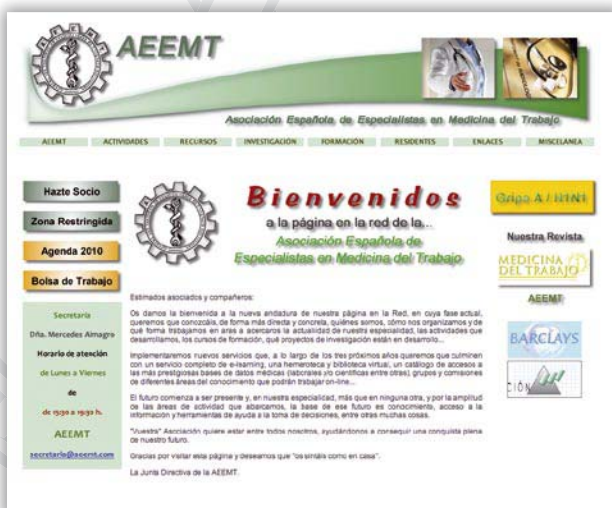 AEEMT
Asociación Española de Especialistas en Medicina del Trabajo
AEEMT ACTIVIDADES RECURSOS INVESTIGACIÓN FORMACIÓN RESIDENTES ENLACES MISCELANEA
Hazte Socio
Zona Restringida
Agenda 2010
Bolsa de Trabajo
Secretaría
Dña. Mercedes Almagro
Horario de atención
de Lunes a Viernes
de
de 15:30 a 19:30 h.
AEEMT
secretaria@aeemt.com
Bienvenidos
a la página en la red de la...
Asociación Española de
Especialistas en Medicina del Trabajo
Estimados asociados y compañeros:
Os damos la bienvenida a la nueva andadura de nuestra página en la Red, en cuya fase actual,
queremos que conozcáis, de forma más directa y concreta, quiénes somos, cómo nos organizamos y de
qué forma trabajamos en aras a acercaros la actualidad de nuestra especialidad, las actividades que
desarrollamos, los cursos de formación, qué proyectos de investigación están en desarrollo...
Implementaremos nuevos servicios que, a lo largo de los tres próximos años queremos que culminen
con un servicio completo de e-learning, una hemeroteca y biblioteca virtual, un catálogo de accesos a
las más prestigiosas bases de datos médicas (laborales y/o científicas entre otras), grupos y comisiones
de diferentes áreas del conocimiento que podrán trabajar on-line...
El futuro comienza a ser presente y, en nuestra especialidad, más que en ninguna otra, y por la amplitud
de las áreas de actividad que abarcamos, la base de ese futuro es conocimiento, acceso a la
información y herramientas de ayuda a la toma de decisiones, entre otras muchas cosas.
"Vuestra" Asociación quiere estar entre todos nosotros, ayudándonos a conseguir una conquista plena
de nuestro futuro.
Gracias por visitar esta página y deseamos que "os sintáis como en casa".
La Junta Directiva de la AEEMT.
Gripe A / H1N1
Nuestra Revista
MEDICINA
DEL TRABAJO
AEEMT
BARCLAYS
CIÓN